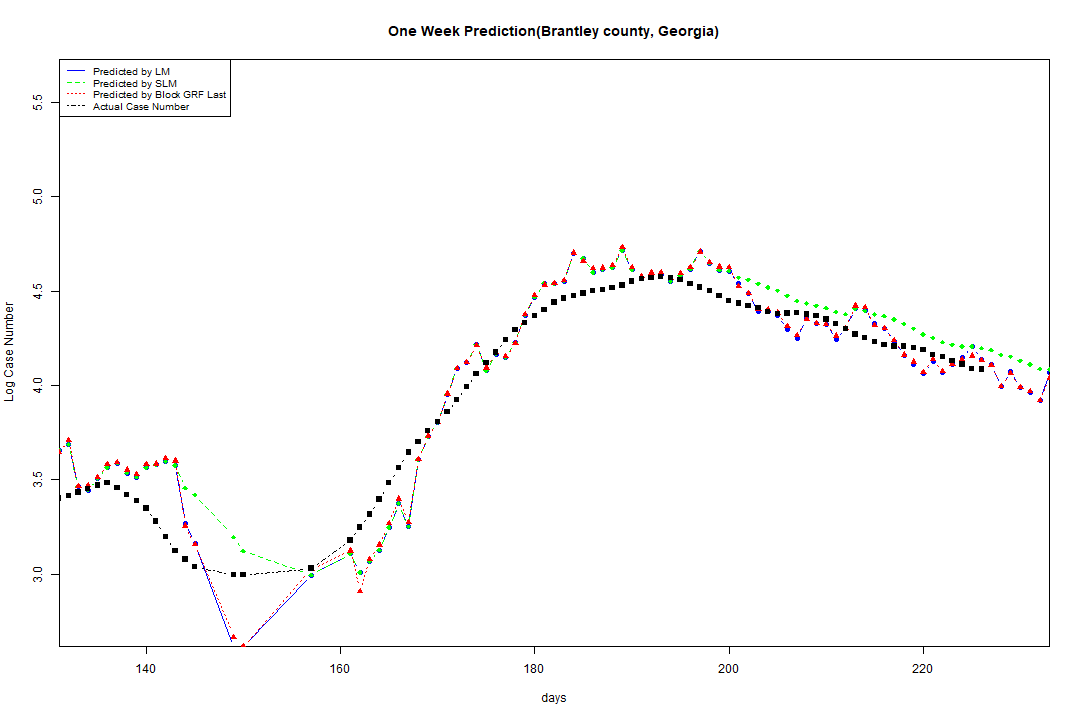 One Week Prediction(Brantley county, Georgia)
Predicted by LM
Predicted by SLM
Predicted by Block GRF Last
Actual Case Number
5.5
5.0
4.5
4.0
3.5
3.0
Log Case Number
140 160 180 200 220
days